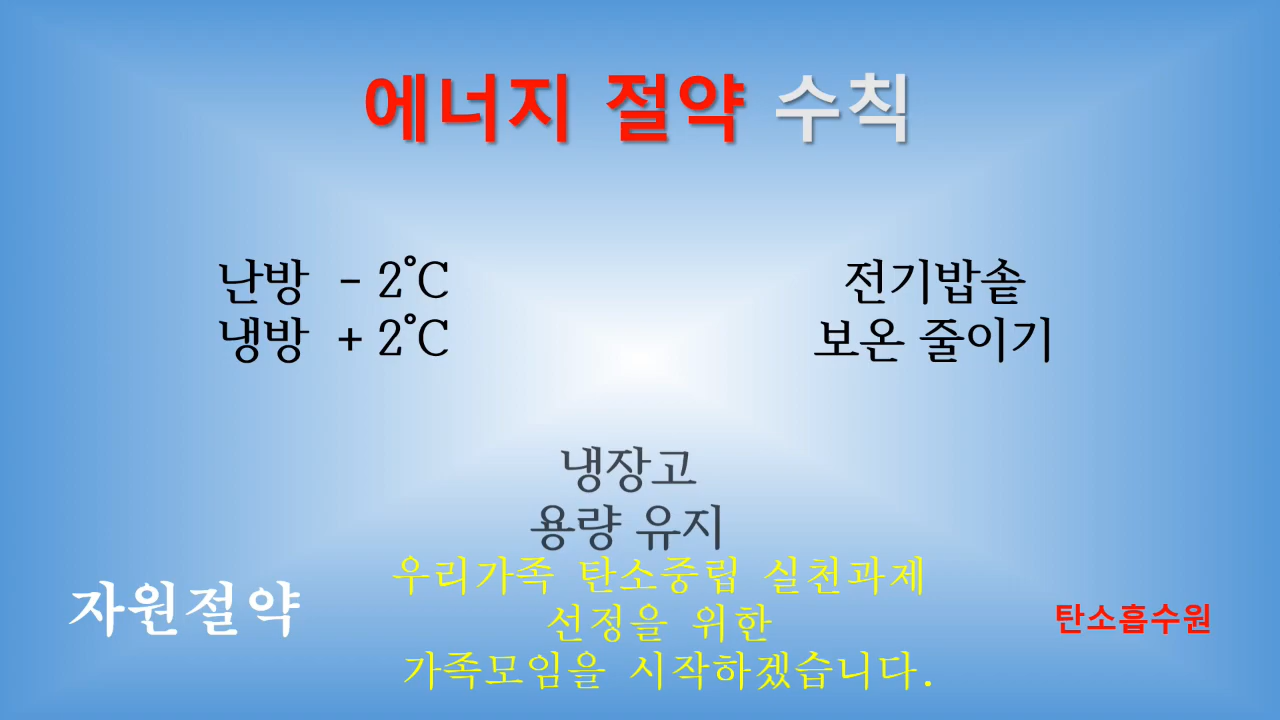 에너지 절약 수칙
난방 - 2˚C
냉방 + 2˚C
전기밥솥
보온 줄이기
냉장고
용량 유지
자원절약
우리가족 탄소중립 실천과제
선정을 위한
가족모임을 시작하겠습니다.
탄소흡수원